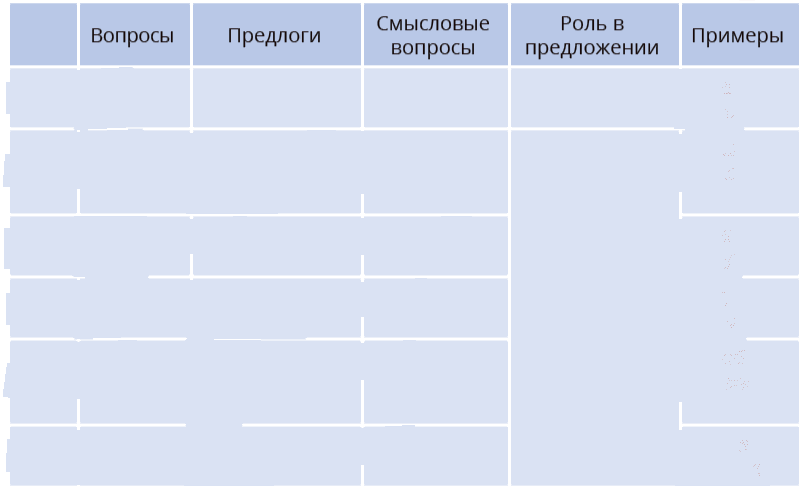 Вопросы
Предлоги
Смысловые
вопросы
Роль в
предложении
Примеры